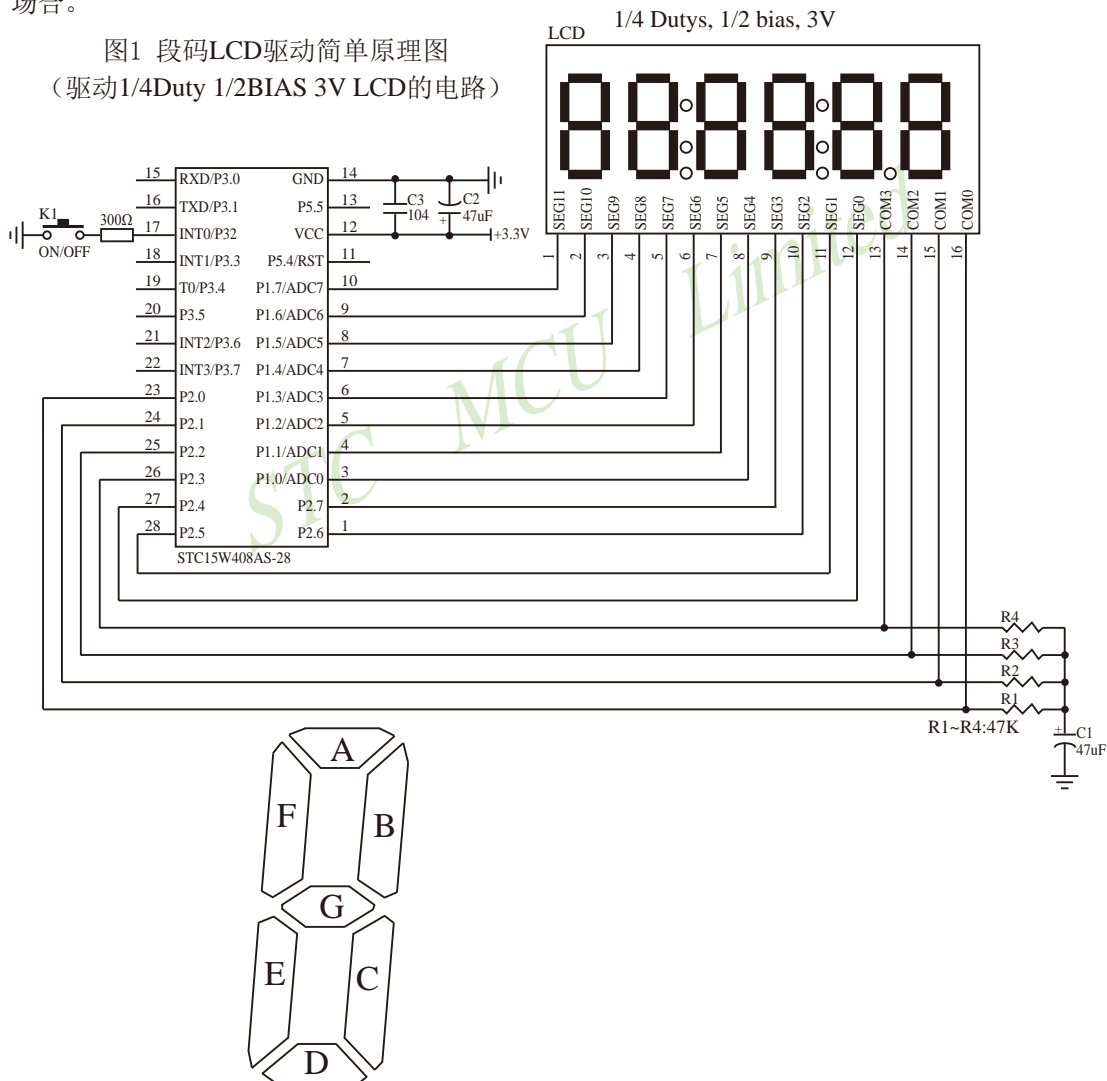 场合。
1/4 Dutys, 1/2 bias, 3V
图1 段码LCD驱动简单原理图
LCD
（驱动1/4Duty 1/2BIAS 3V LCD的电路）
SEG11
SEG10
SEG9
SEG8
SEG7
SEG6
SEG5
SEG4
SEG3
SEG2
SEG1
SEG0
COM3
COM2
COM1
COM0
1
2
3
4
5
6
7
8
9
10
11
12
13
14
15
16
15 RXD/P3.0 GND 14
16 TXD/P3.1 P5.5 13
17 INT0/P32 VCC 12
18 INT1/P3.3 P5.4/RST 11
19 T0/P3.4 P1.7/ADC7 10
20 P3.5 P1.6/ADC6 9
21 INT2/P3.6 P1.5/ADC5 8
22 INT3/P3.7 P1.4/ADC4 7
23 P2.0 P1.3/ADC3 6
24 P2.1 P1.2/ADC2 5
25 P2.2 P1.1/ADC1 4
26 P2.3 P1.0/ADC0 3
27 P2.4 P2.7 2
28 P2.5 P2.6 1
STC15W408AS-28
K1
ON/OFF
300Ω
C3
104
C2
+
47uF
+3.3V
STC MCU Limited
R4
R3
R2
R1
R1~R4:47K
+
C1
47uF
A
F
B
G
E
C
D